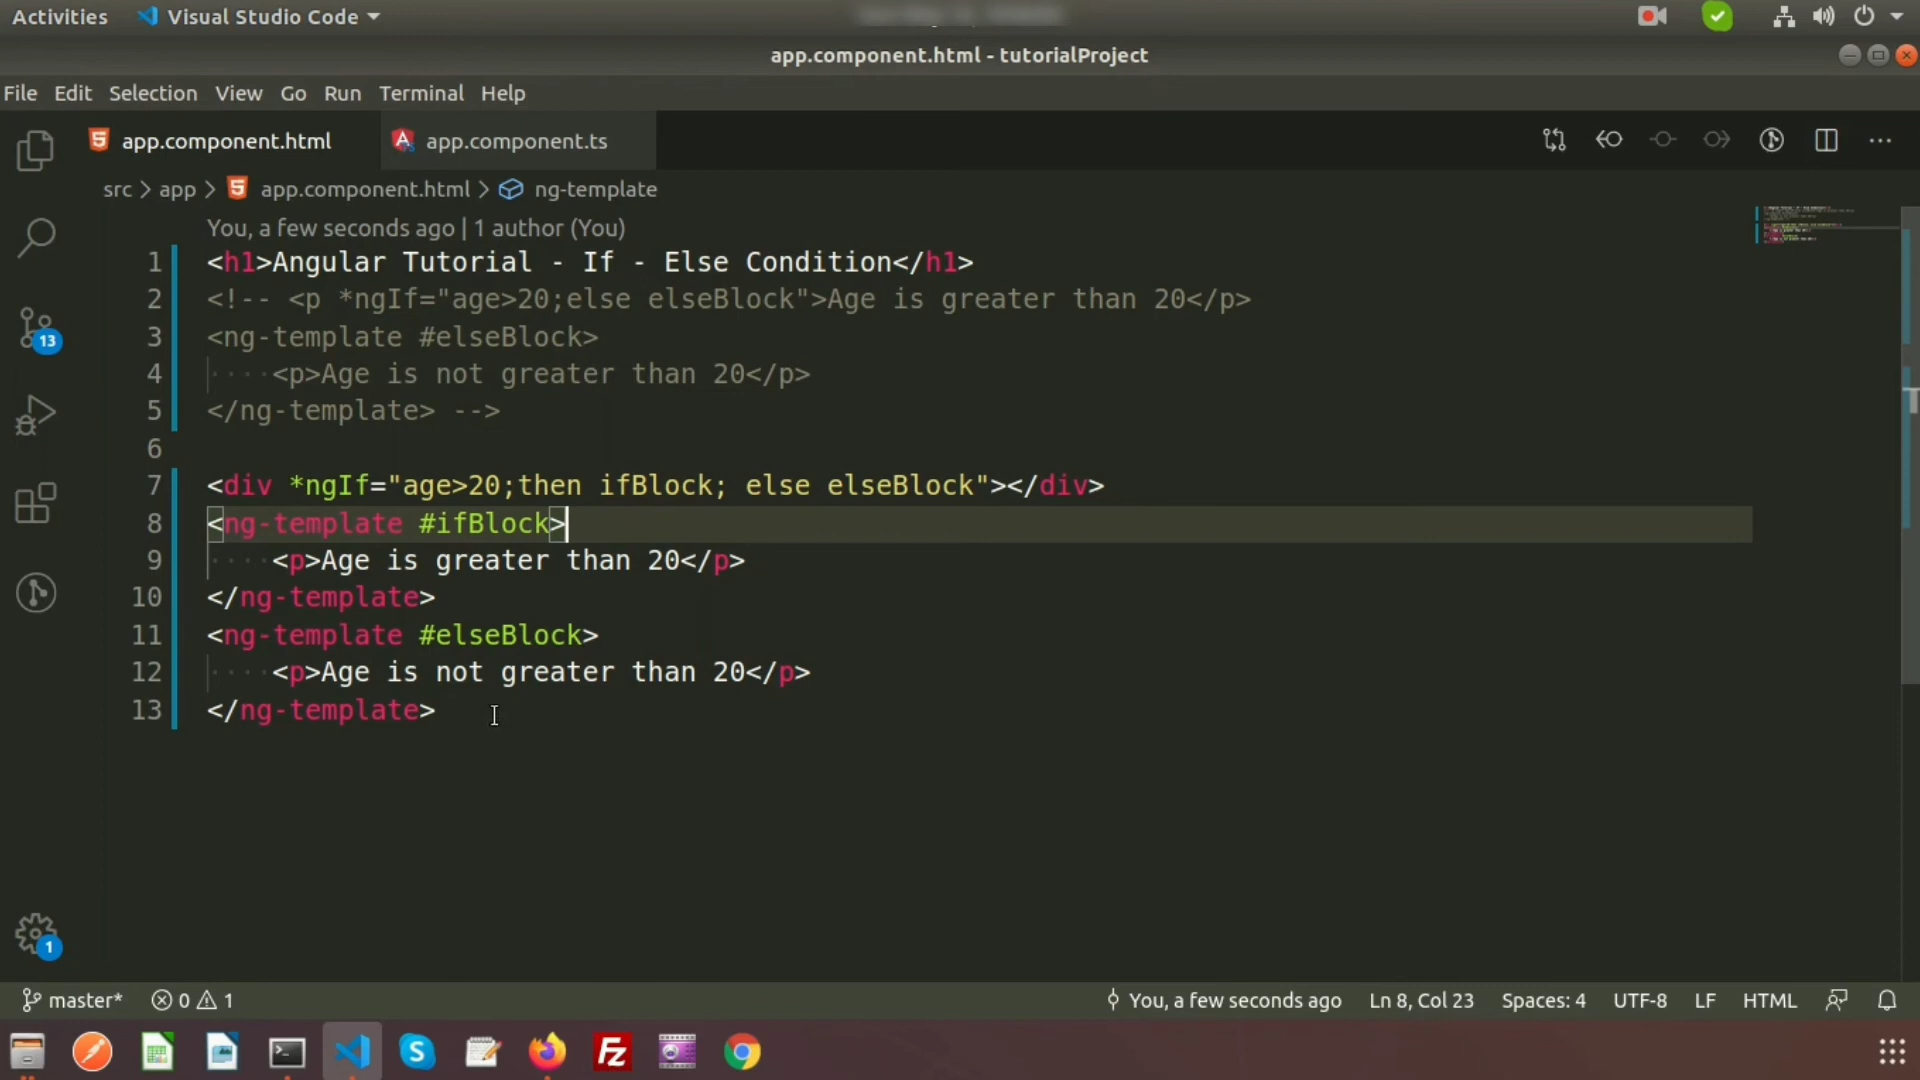 Activities Visual Studio Code
app.component.html - tutorialProject
File Edit Selection View Go Run Terminal Help
app.component.html app.component.ts
src > app > app.component.html > ng-template
You, a few seconds ago | 1 author (You)
1 <h1>Angular Tutorial - If - Else Condition</h1>
2 <!-- <p *ngIf="age>20;else elseBlock">Age is greater than 20</p>
3 <ng-template #elseBlock>
4 ····<p>Age is not greater than 20</p>
5 </ng-template> -->
6
7 <div *ngIf="age>20;then ifBlock; else elseBlock"></div>
8 <ng-template #ifBlock>
9 ····<p>Age is greater than 20</p>
10 </ng-template>
11 <ng-template #elseBlock>
12 ····<p>Age is not greater than 20</p>
13 </ng-template>
13
1
master* 0 1 You, a few seconds ago Ln 8, Col 23 Spaces: 4 UTF-8 LF HTML